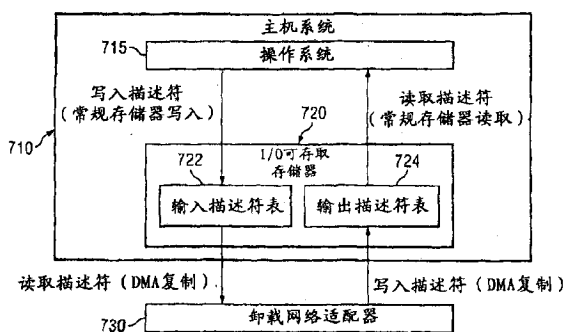 主机系统
715
操作系统
写入描述符
(常规存储器写入)
读取描述符
(常规存储器读取)
720
710
722
I/O可存取
存储器
724
输入描述符表
输出描述符表
读取描述符(DMA复制)
写入描述符(DMA复制)
730
卸载网络适配器